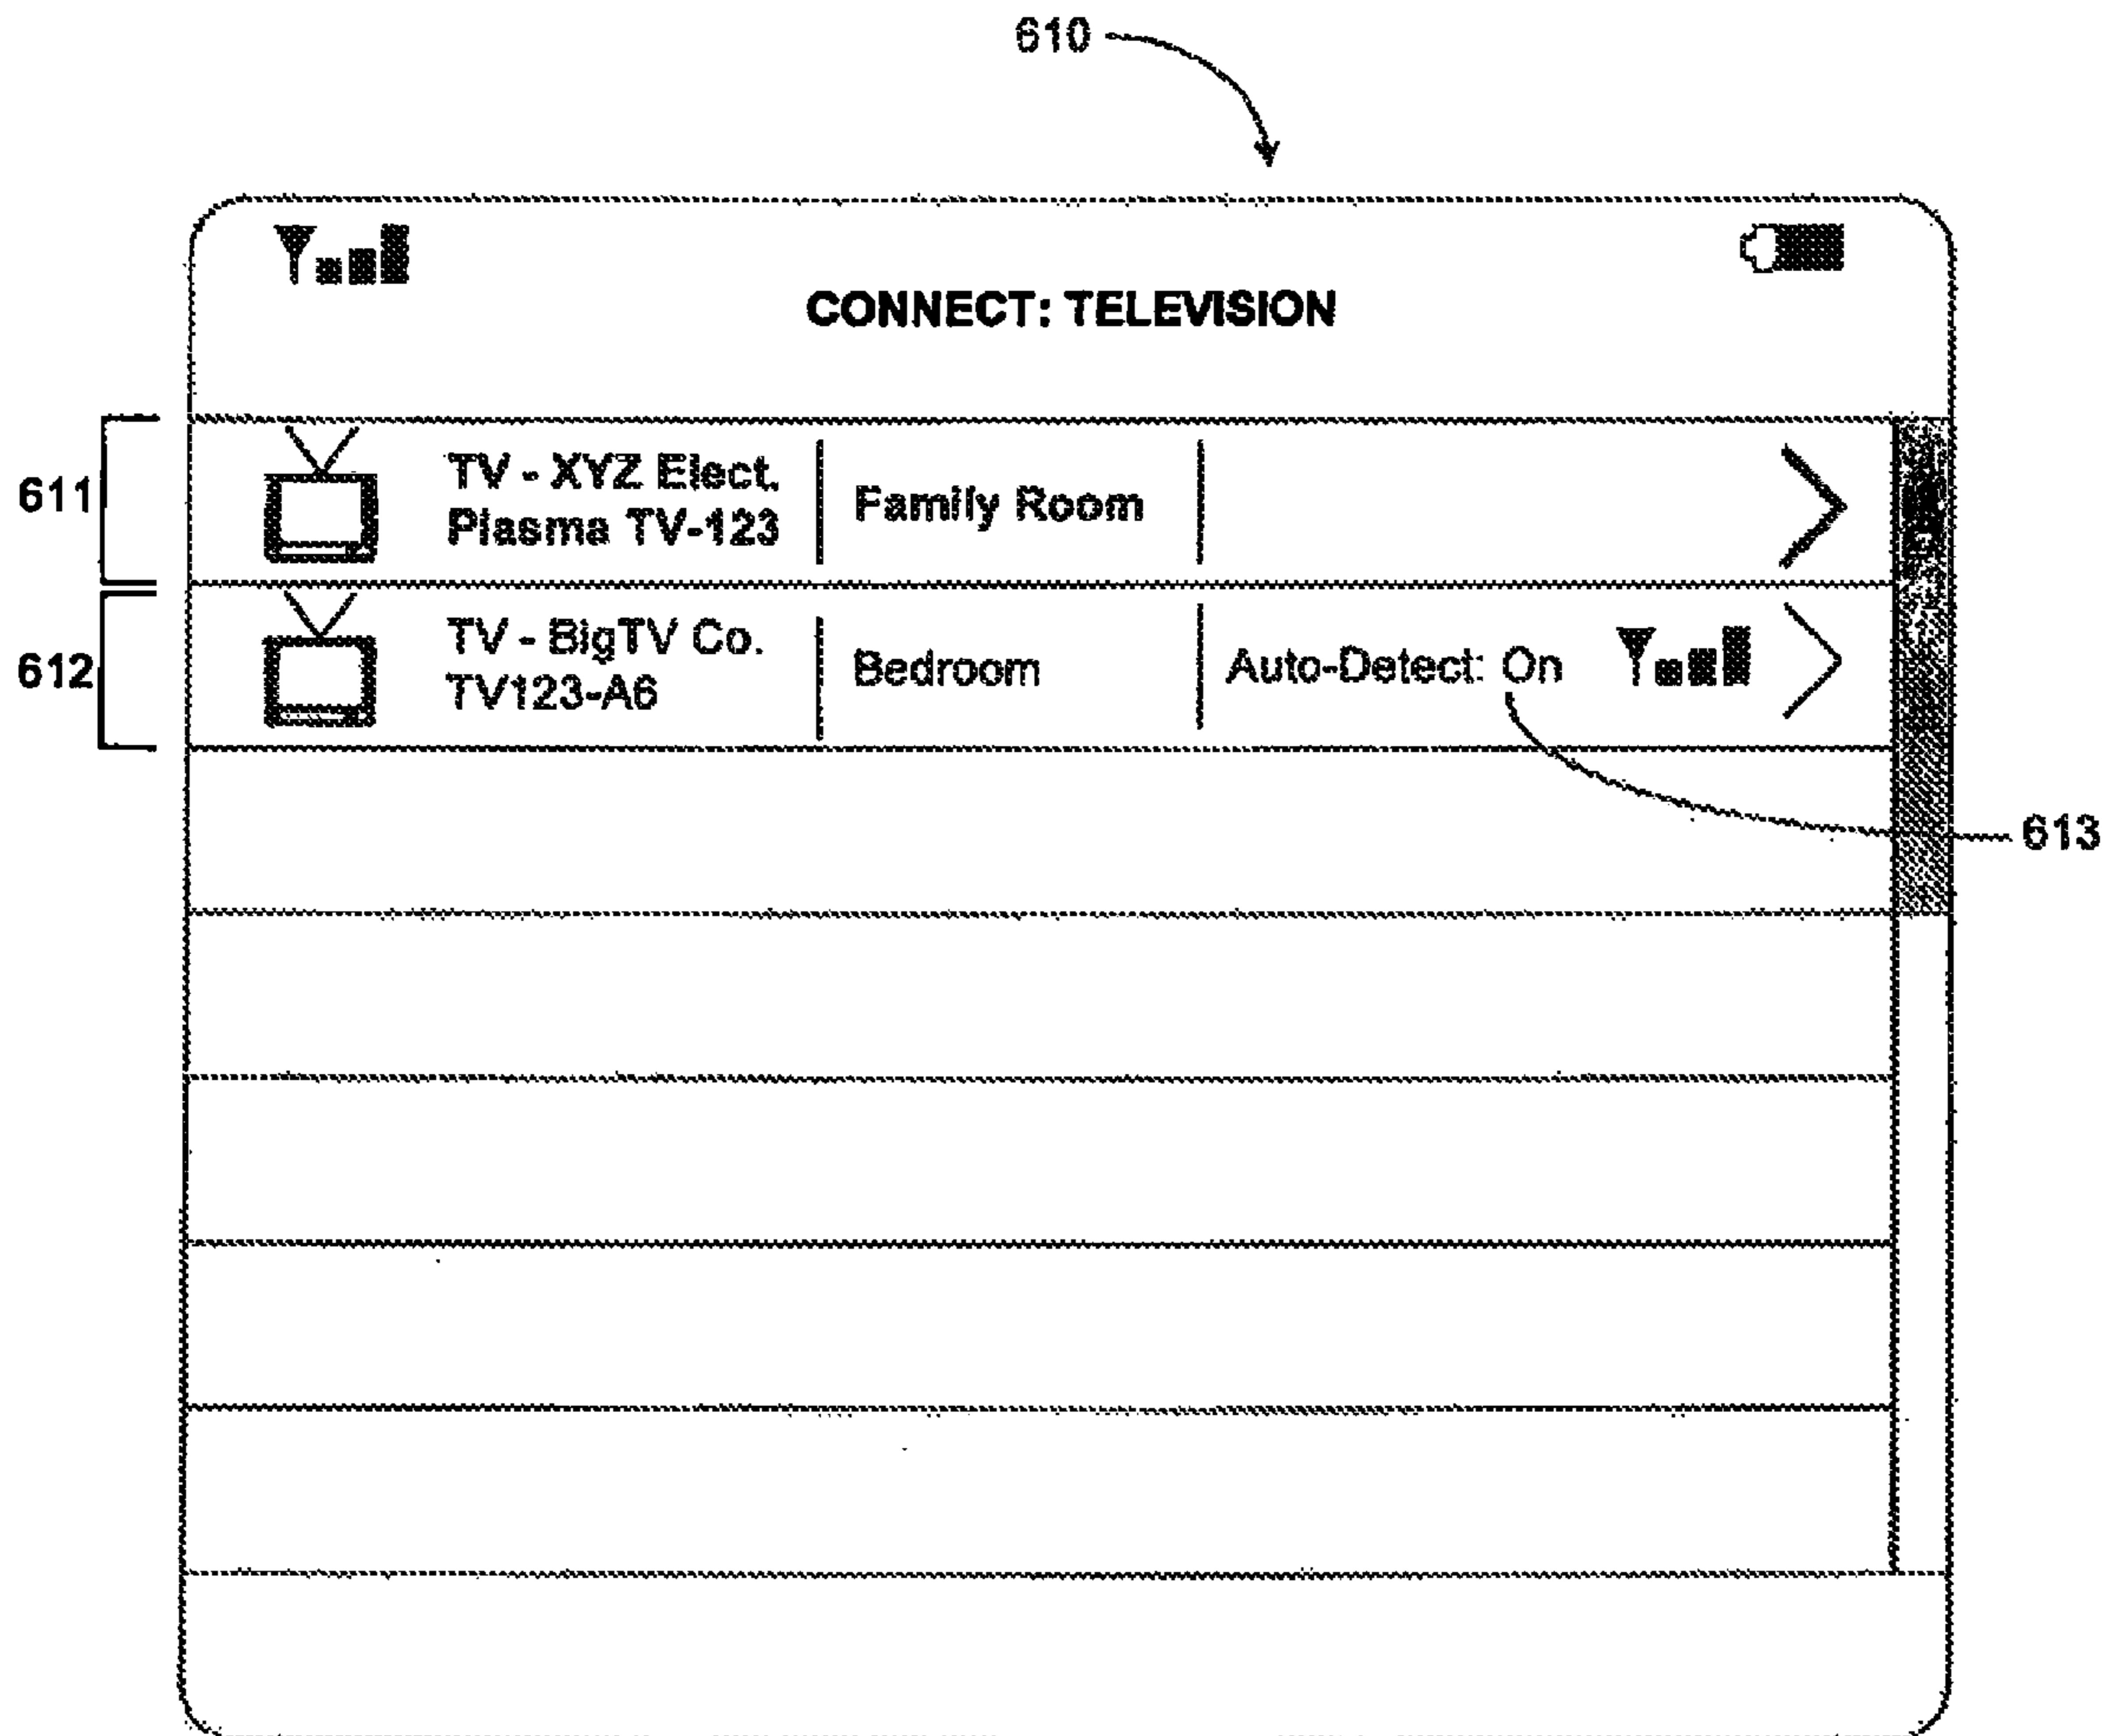 610
CONNECT: TELEVISION
611
TV - XYZ Elect.
Plasma TV-123
Family Room
612
TV - BigTV Co.
TV123-A6
Bedroom
Auto-Detect: On
613